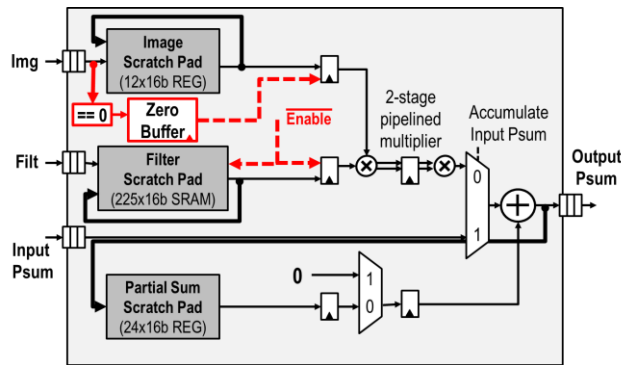 Img
Image
Scratch Pad
(12x16b REG)
== 0
Zero
Buffer
Enable
2-stage
pipelined
multiplier
Accumulate
Input Psum
Filt
Filter
Scratch Pad
(225x16b SRAM)
0
1
Output
Psum
Input
Psum
0
1
0
Partial Sum
Scratch Pad
(24x16b REG)